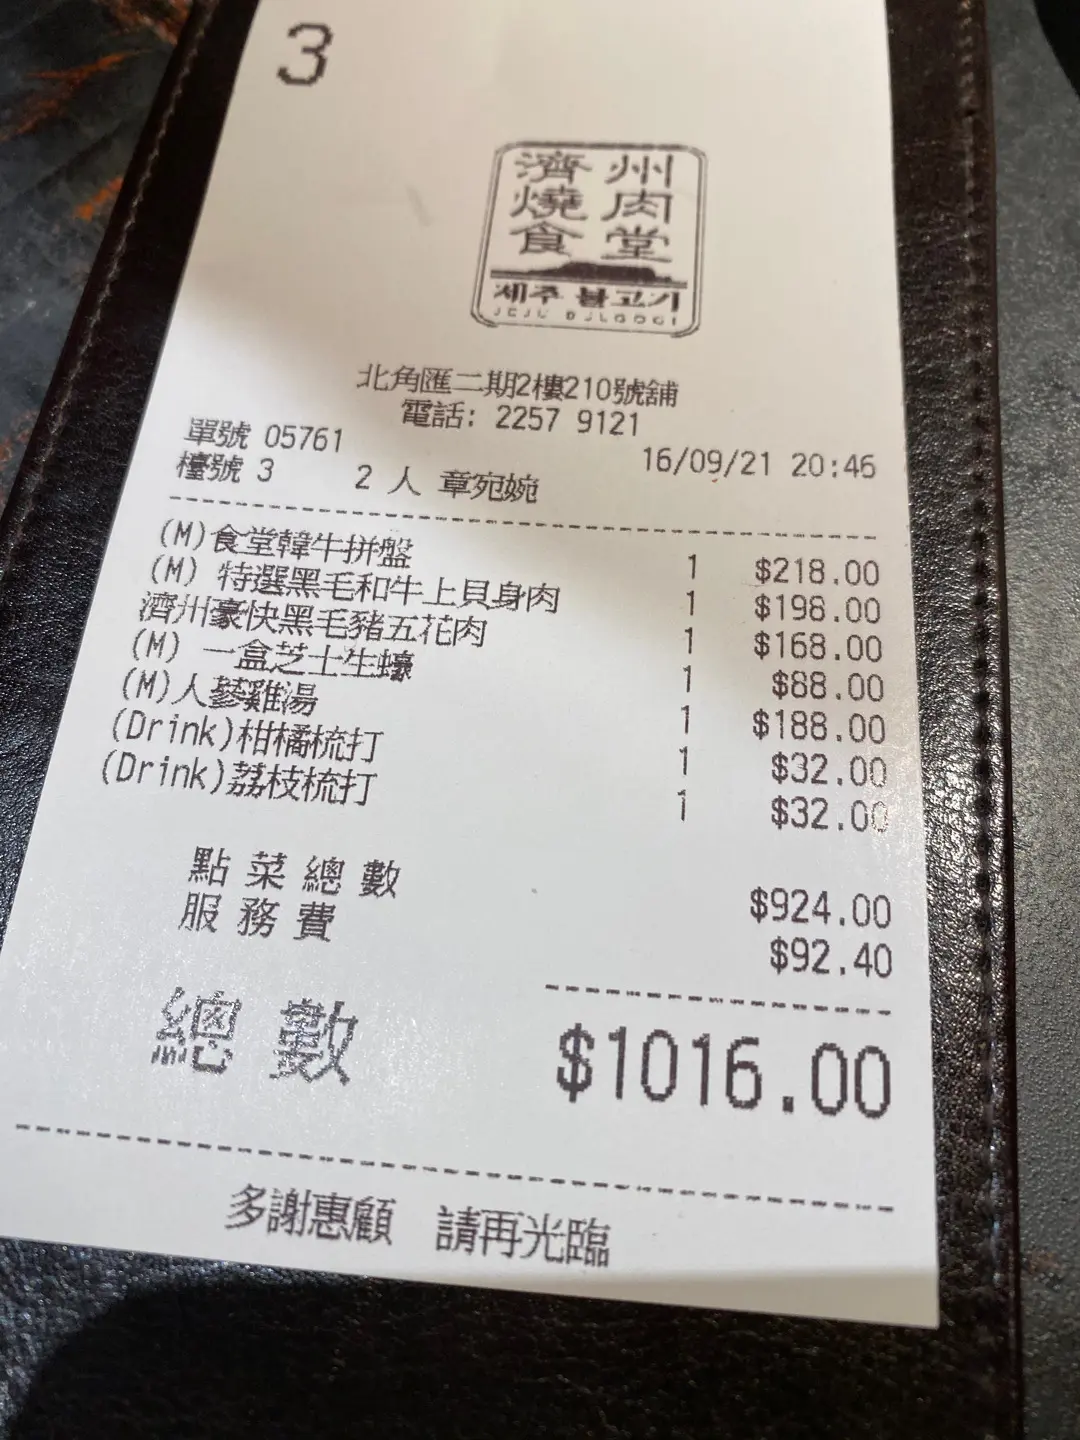 3
濟州
燒肉
食堂
제주 불고기
JEJU BULGOGI
北角匯二期2樓210號舖
電話: 2257 9121
單號 05761 16/09/21 20:46
檯號 3 2 人 章宛婉
(M)食堂韓牛拼盤 1 $218.00
(M) 特選黑毛和牛上貝身肉 1 $198.00
濟州豪快黑毛豬五花肉 1 $168.00
(M) 一盒芝士生蠔 1 $88.00
(M)人蔘雞湯 1 $188.00
(Drink)柑橘梳打 1 $32.00
(Drink)荔枝梳打 1 $32.00
點菜總數 $924.00
服務費 $92.40
總數 $1016.00
多謝惠顧 請再光臨